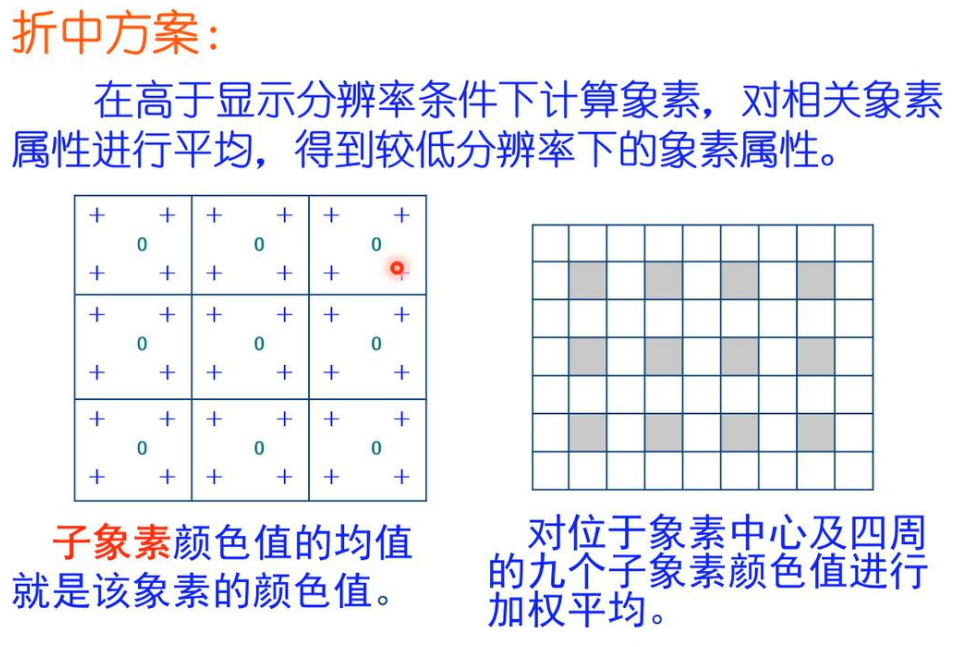 折中方案：
在高于显示分辨率条件下计算象素，对相关象素
属性进行平均，得到较低分辨率下的象素属性。
+ + + + + +
0 0 0
+ + + + + +
+ + + + + +
0 0 0
+ + + + + +
+ + + + + +
0 0 0
+ + + + + +
子象素颜色值的均值
就是该象素的颜色值。
对位于象素中心及四周
的九个子象素颜色值进行
加权平均。